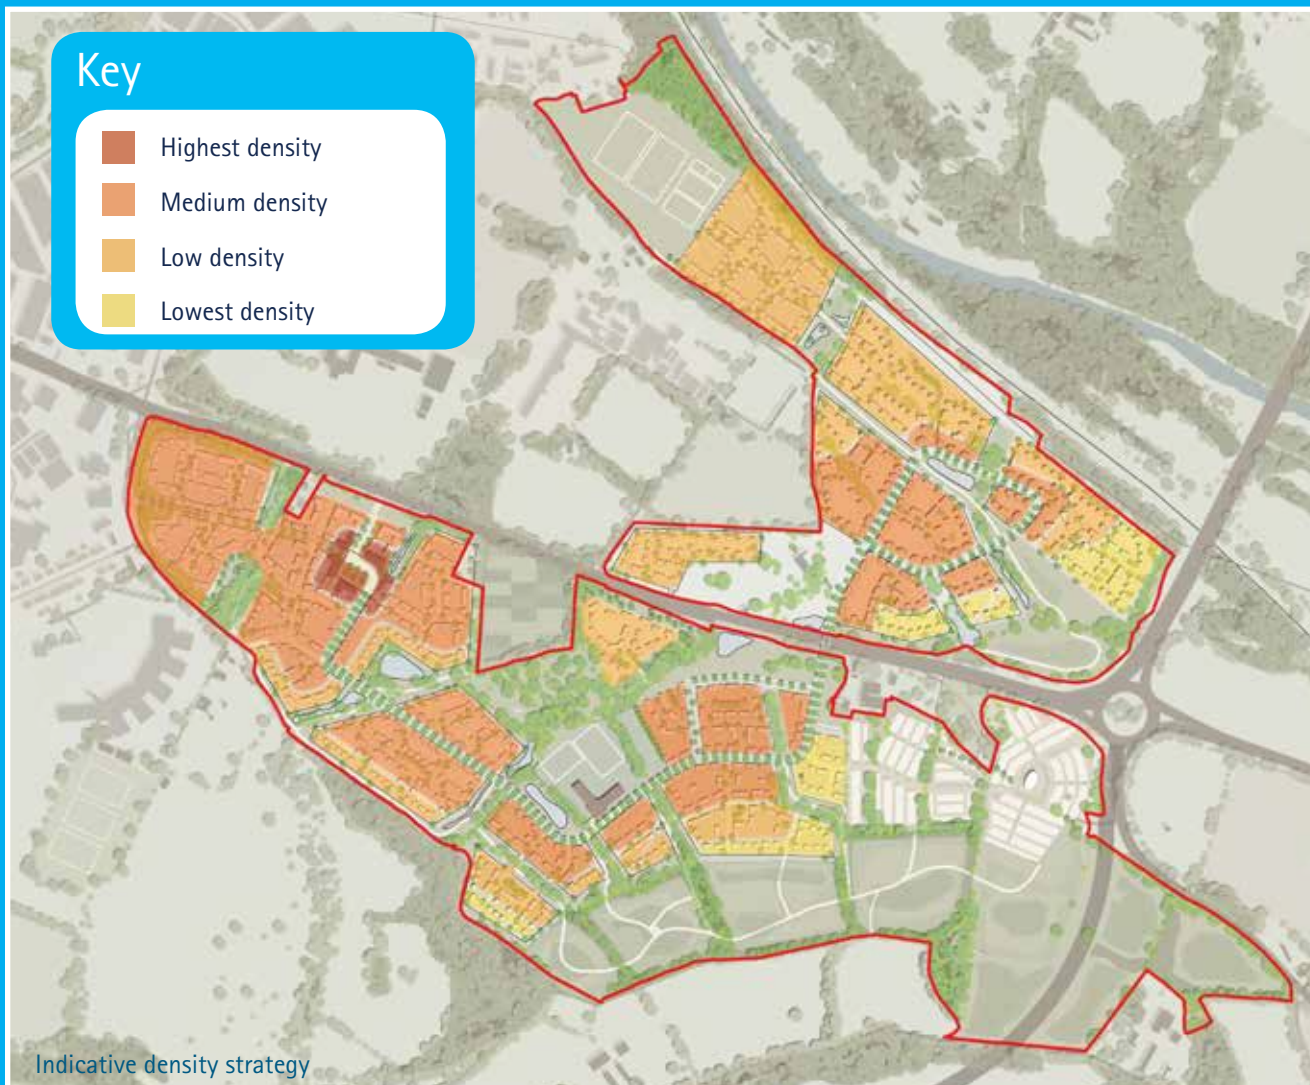 Key
Highest density
Medium density
Low density
Lowest density
Indicative density strategy